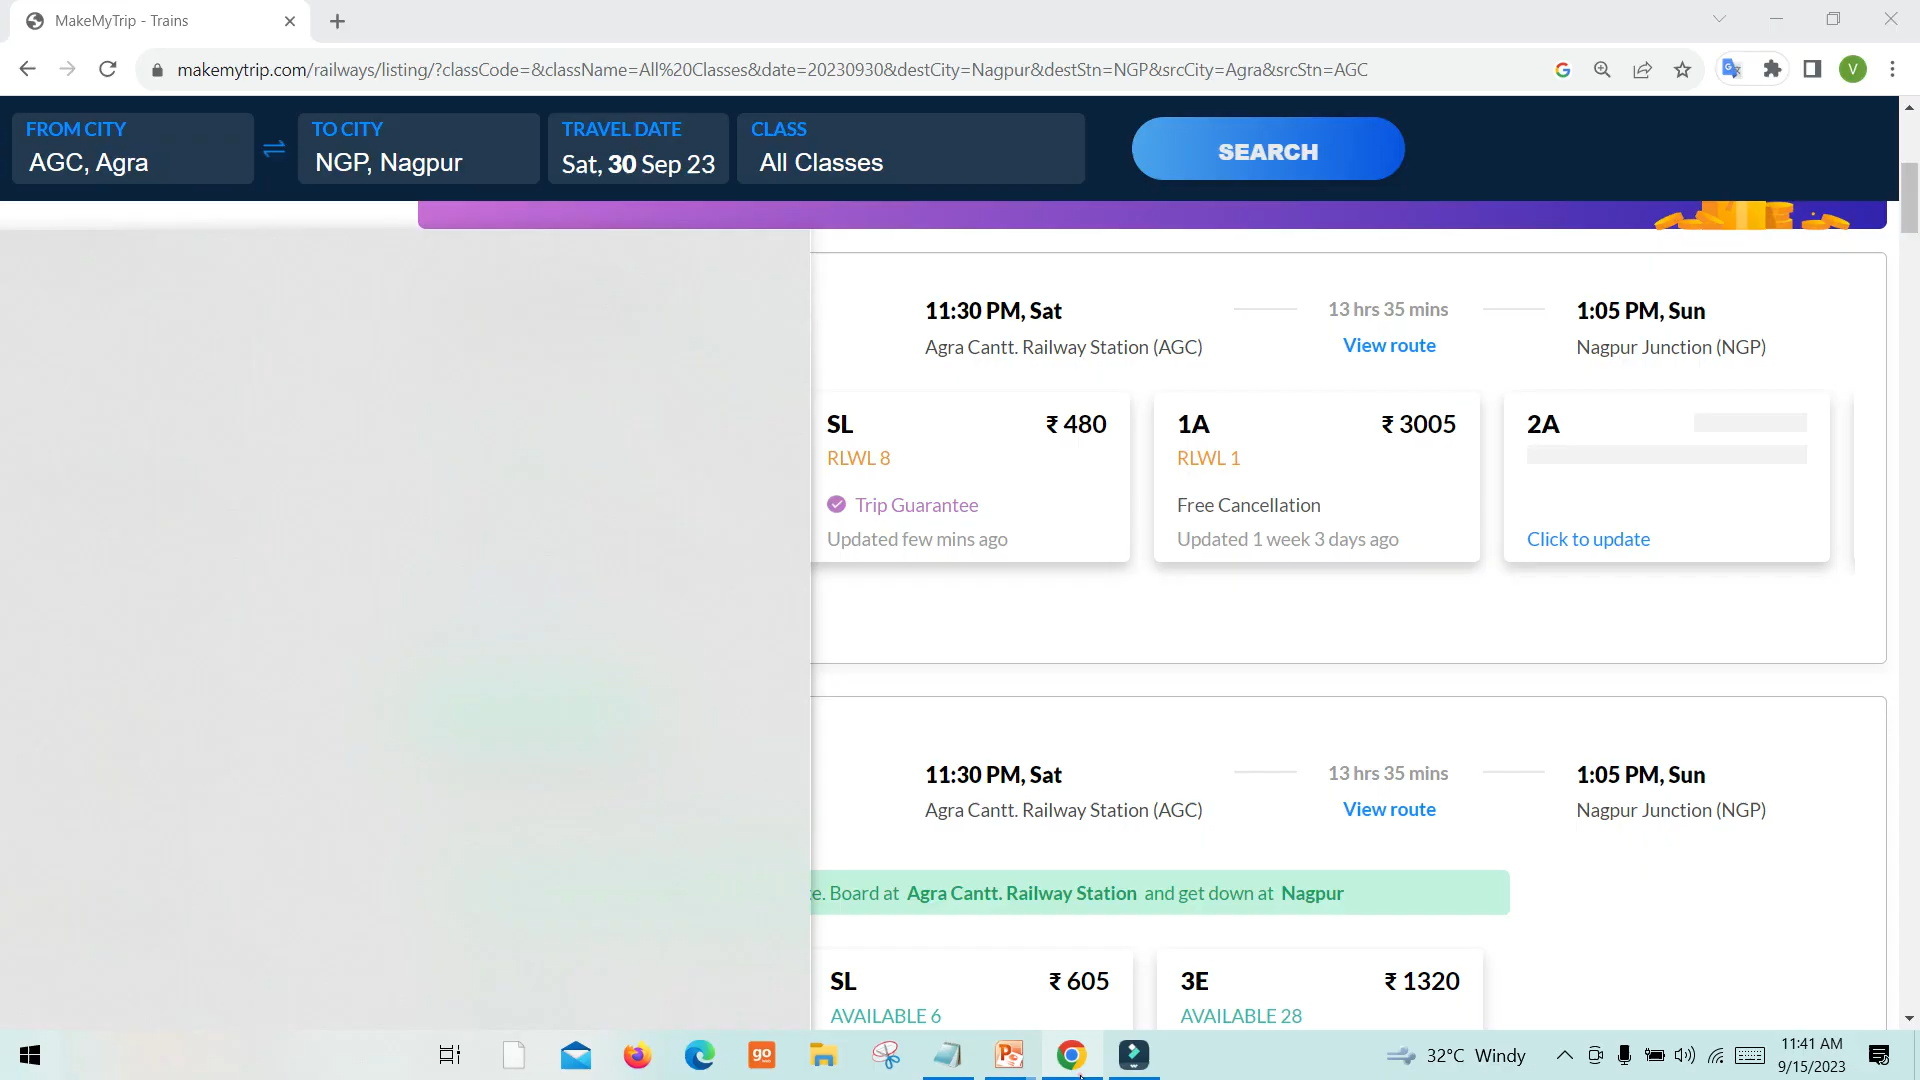 MakeMyTrip - Trains
makemytrip.com/railways/listing/?classCode=&className=All%20Classes&date=20230930&destCity=Nagpur&destStn=NGP&srcCity=Agra&srcStn=AGC
V
FROM CITY
AGC, Agra
TO CITY
NGP, Nagpur
TRAVEL DATE
Sat, 30 Sep 23
CLASS
All Classes
SEARCH
11:30 PM, Sat
13 hrs 35 mins
1:05 PM, Sun
Agra Cantt. Railway Station (AGC)
View route
Nagpur Junction (NGP)
SL ₹ 480
RLWL 8
Trip Guarantee
Updated few mins ago
1A ₹ 3005
RLWL 1
Free Cancellation
Updated 1 week 3 days ago
2A
Click to update
11:30 PM, Sat
13 hrs 35 mins
1:05 PM, Sun
Agra Cantt. Railway Station (AGC)
View route
Nagpur Junction (NGP)
Board at Agra Cantt. Railway Station and get down at Nagpur
SL ₹ 605
AVAILABLE 6
3E ₹ 1320
AVAILABLE 28
go
32°C Windy
11:41 AM
9/15/2023